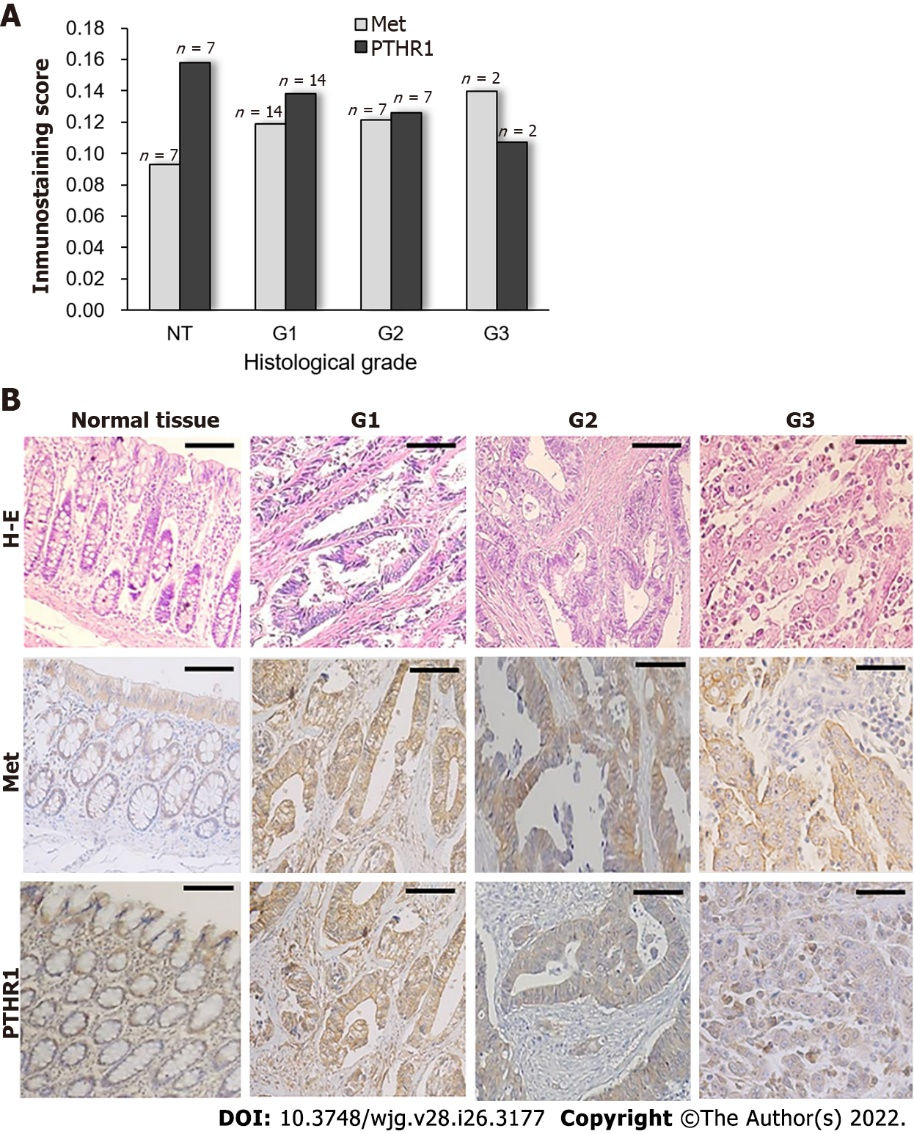 A
Met
PTHR1
Inmunostaining score
0.18
0.16
0.14
0.12
0.10
0.08
0.06
0.04
0.02
0.00
n = 7
n = 7
n = 14
n = 14
n = 7
n = 7
n = 2
n = 2
NT G1 G2 G3
Histological grade
B
Normal tissue G1 G2 G3
H-E
Met
PTHR1
DOI: 10.3748/wjg.v28.i26.3177 Copyright ©The Author(s) 2022.